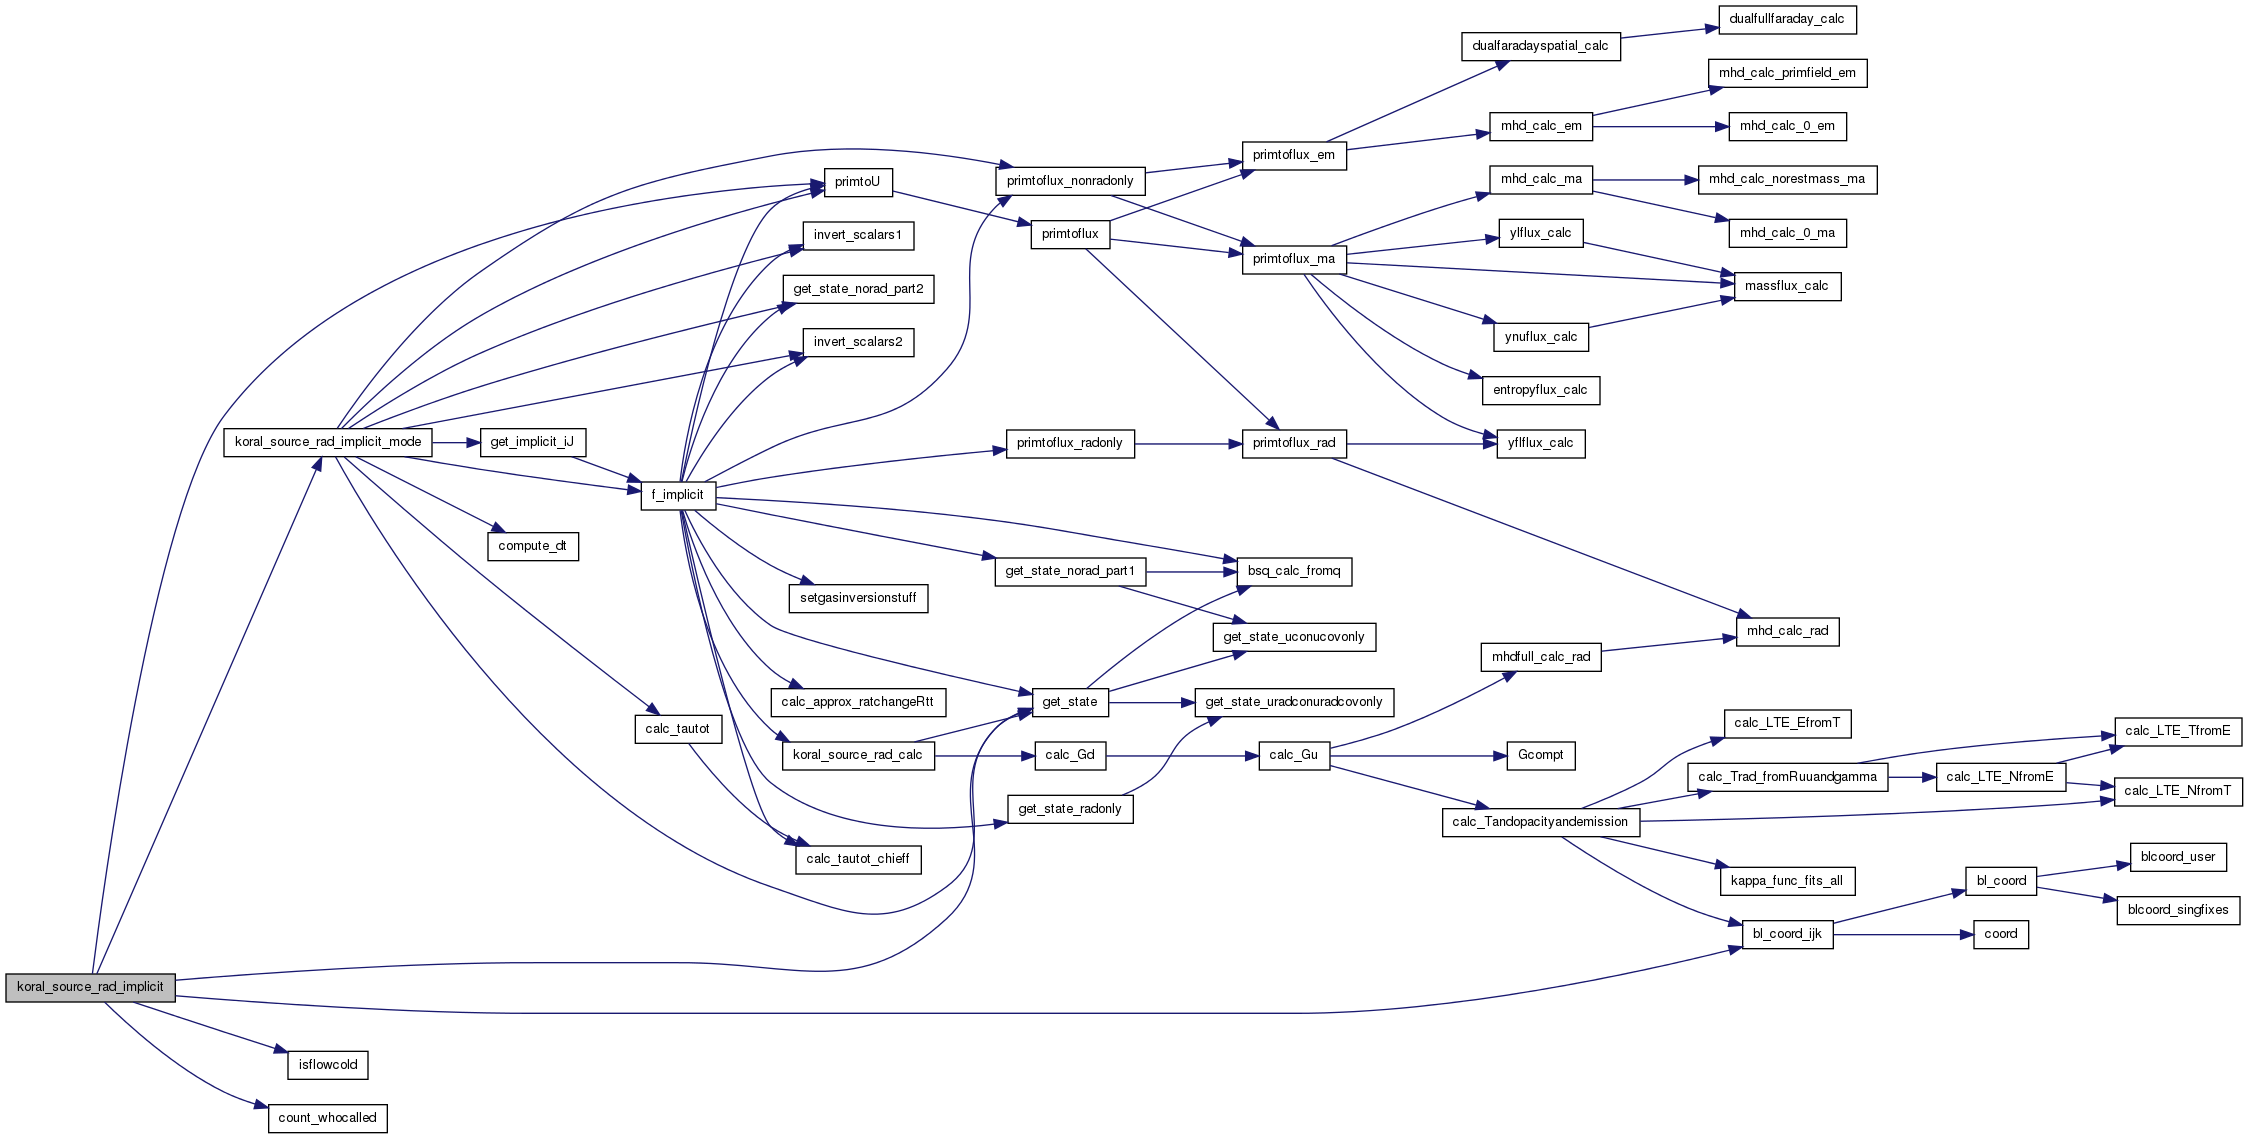 dualfullfaraday_calc
dualfaradayspatial_calc
mhd_calc_primfield_em
mhd_calc_em
mhd_calc_0_em
primtoflux_em
primtoU
primtoflux_nonradonly
mhd_calc_ma
mhd_calc_norestmass_ma
invert_scalars1
primtoflux
ylflux_calc
mhd_calc_0_ma
primtoflux_ma
get_state_norad_part2
massflux_calc
invert_scalars2
ynuflux_calc
entropyflux_calc
koral_source_rad_implicit_mode
get_implicit_iJ
primtoflux_radonly
primtoflux_rad
yflflux_calc
f_implicit
compute_dt
get_state_norad_part1
bsq_calc_fromq
setgasinversionstuff
get_state_uconucovonly
mhd_calc_rad
mhdfull_calc_rad
calc_approx_ratchangeRtt
get_state
get_state_uradconuradcovonly
calc_tautot
calc_LTE_EfromT
calc_LTE_TfromE
koral_source_rad_calc
calc_Gd
calc_Gu
Gcompt
calc_Trad_fromRuuandgamma
calc_LTE_NfromE
calc_LTE_NfromT
get_state_radonly
calc_Tandopacityandemission
calc_tautot_chieff
blcoord_user
kappa_func_fits_all
bl_coord
blcoord_singfixes
bl_coord_ijk
coord
koral_source_rad_implicit
isflowcold
count_whocalled